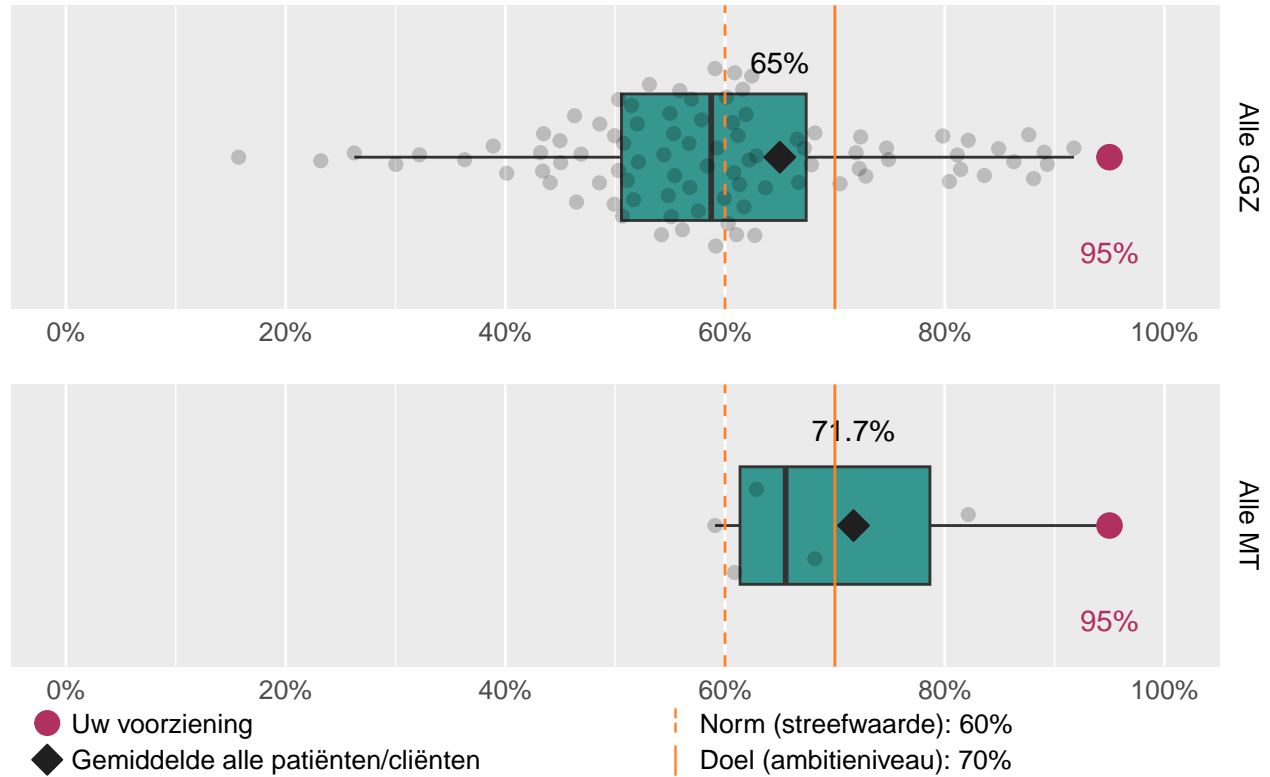 65%
Alle GGZ
95%
0% 20% 40% 60% 80% 100%
71.7%
Alle MT
95%
0% 20% 40% 60% 80% 100%
Uw voorziening
Gemiddelde alle patiënten/cliënten
Norm (streefwaarde): 60%
Doel (ambitieniveau): 70%